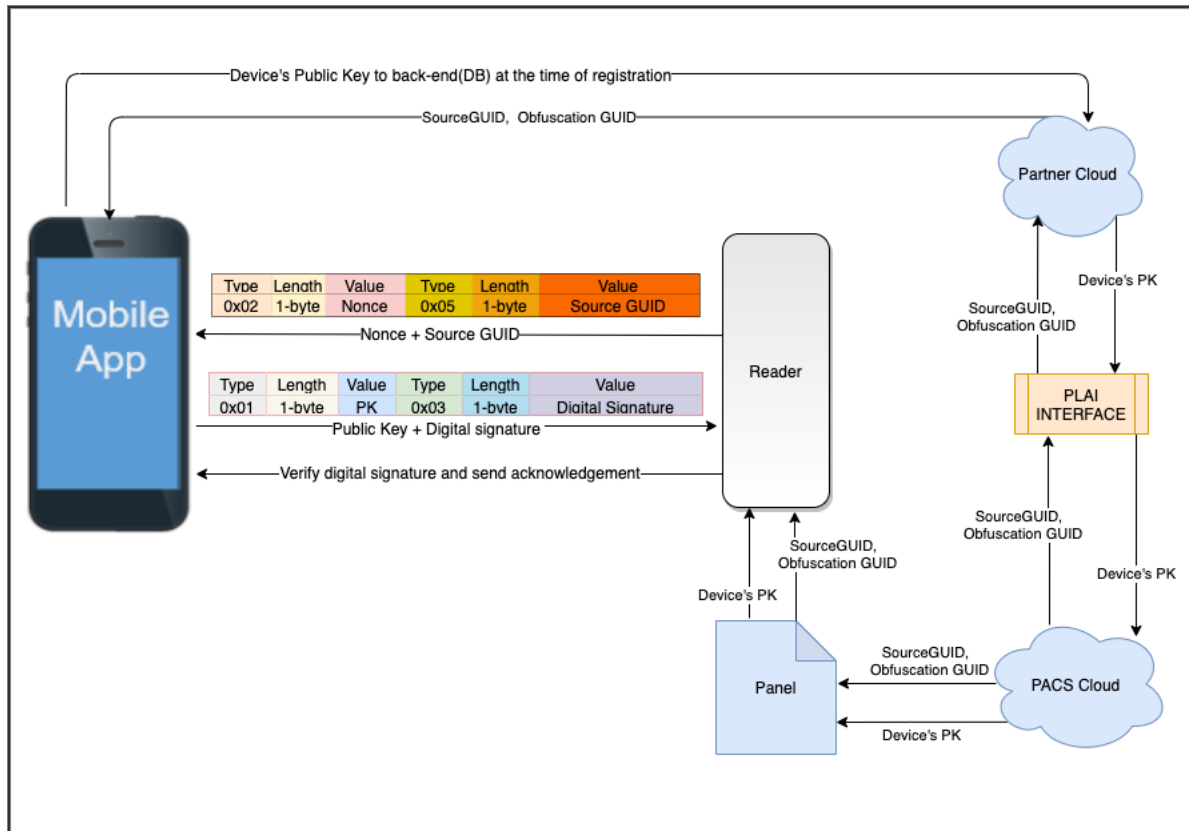 Device's Public Key to back-end(DB) at the time of registration
SourceGUID, Obfuscation GUID
Partner Cloud
Mobile
App
Type Length Value Type Length Value
0x02 1-byte Nonce 0x05 1-byte Source GUID
Nonce + Source GUID
Type Length Value Type Length Value
0x01 1-byte PK 0x03 1-byte Digital Signature
Public Key + Digital signature
Verify digital signature and send acknowledgement
Reader
SourceGUID,
Obfuscation GUID
Device's PK
PLAI
INTERFACE
SourceGUID,
Obfuscation GUID
Device's PK
SourceGUID,
Obfuscation GUID
Device's PK
Panel
SourceGUID,
Obfuscation GUID
Device's PK
PACS Cloud